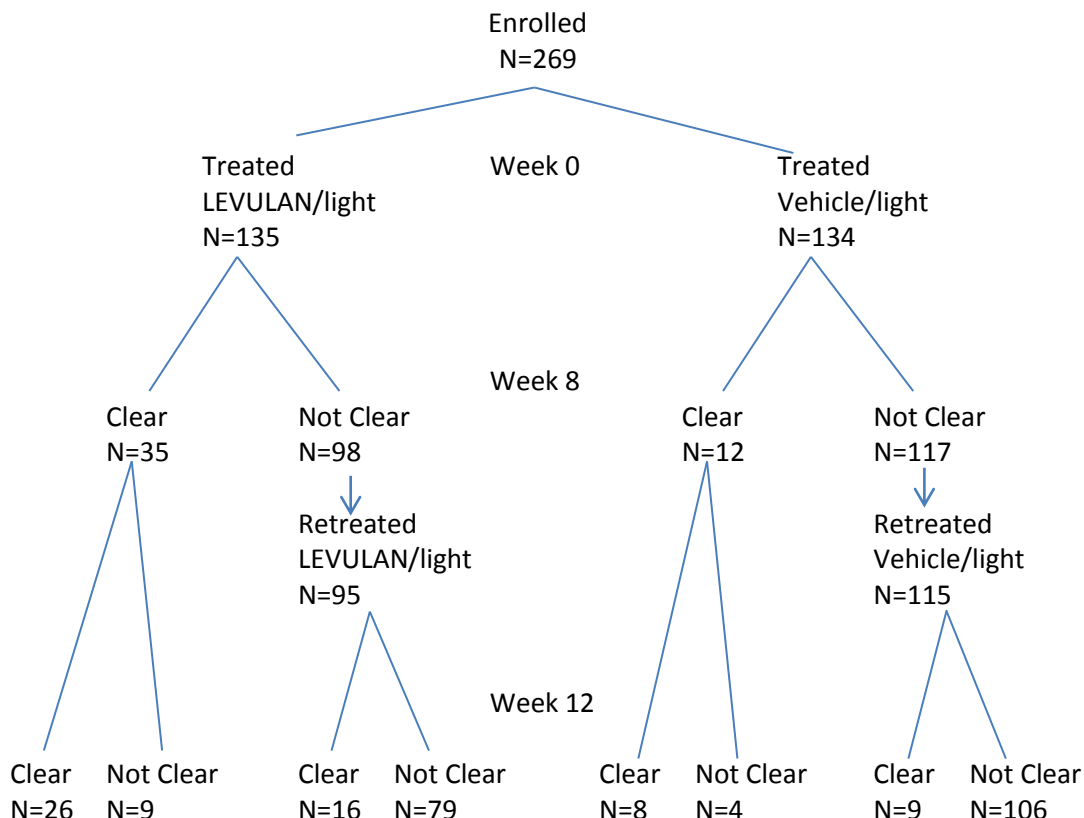 Enrolled
N=269
Week 0
Treated
LEVULAN/light
N=135
Treated
Vehicle/light
N=134
Week 8
Clear
N=35
Not Clear
N=98
Clear
N=12
Not Clear
N=117
Retreated
LEVULAN/light
N=95
Retreated
Vehicle/light
N=115
Week 12
Clear
N=26
Not Clear
N=9
Clear
N=16
Not Clear
N=79
Clear
N=8
Not Clear
N=4
Clear
N=9
Not Clear
N=106